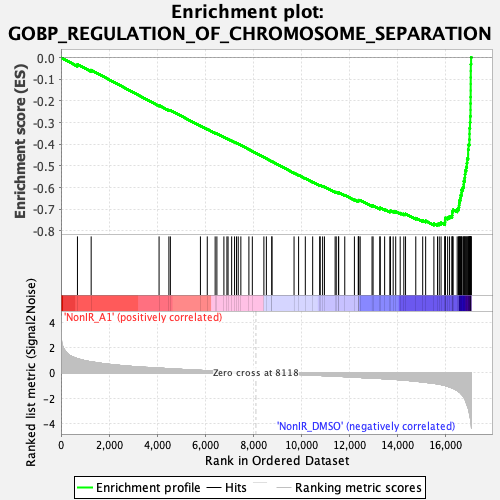 Enrichment plot:
GOBP_REGULATION_OF_CHROMOSOME_SEPARATION
Enrichment score (ES)
0.0
-0.1
-0.2
-0.3
-0.4
-0.5
-0.6
-0.7
-0.8
'NonIR_A1' (positively correlated)
Ranked list metric (Signal2Noise)
4
2
0
-2
-4
Zero cross at 8118
'NonIR_DMSO' (negatively correlated)
0
2,000
4,000
6,000
8,000
10,000
12,000
14,000
16,000
Rank in Ordered Dataset
Enrichment profile
Hits
Ranking metric scores